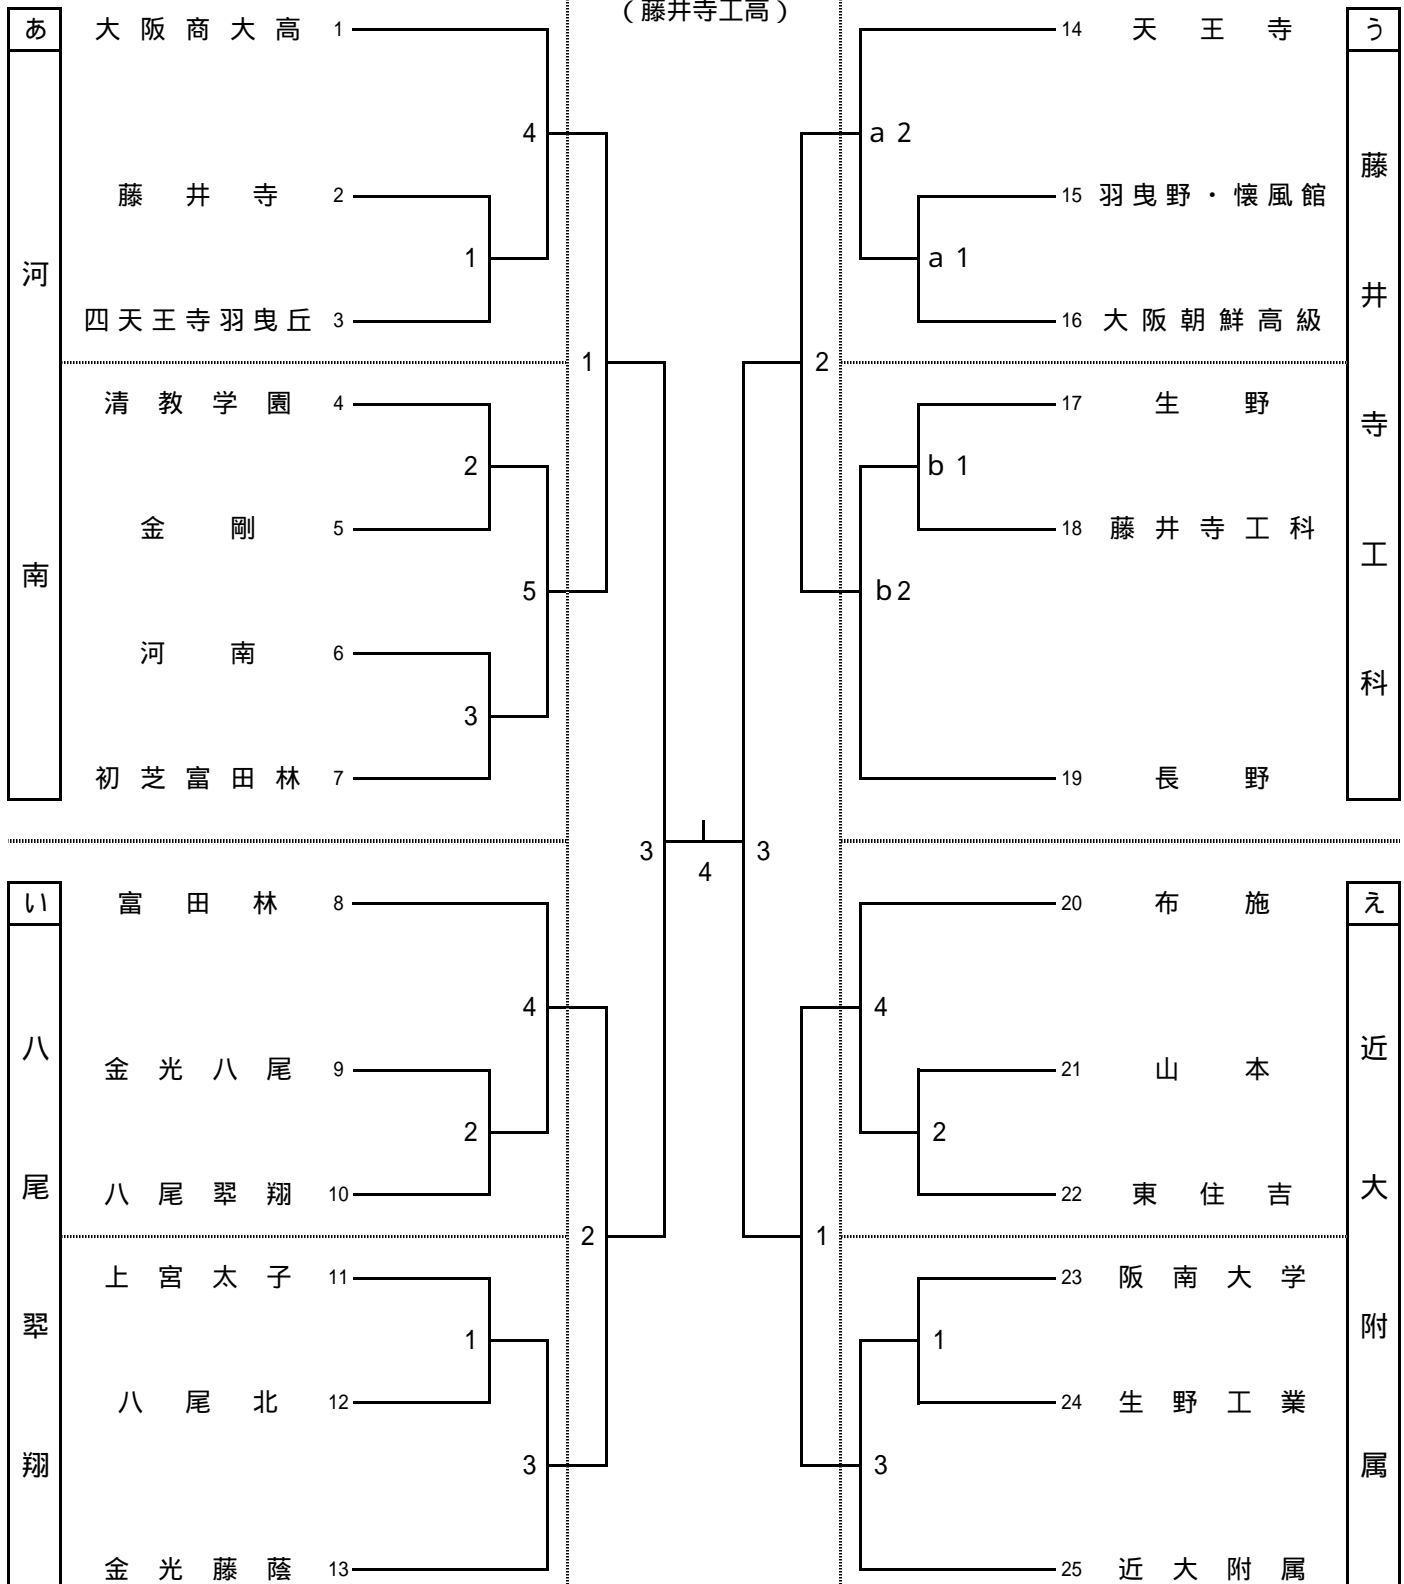 （藤井寺工高）
あ
河南
大阪商大高 1
藤井寺 2
四天王寺羽曳丘 3
清教学園 4
金剛 5
河南 6
初芝富田林 7
4
1
2
5
3
1
い
八尾翠翔
富田林 8
金光八尾 9
八尾翠翔 10
上宮太子 11
八尾北 12
金光藤蔭 13
4
2
1
3
2
3
4
3
う
藤井寺工科
14 天王寺
15 羽曳野・懐風館
16 大阪朝鮮高級
17 生野
18 藤井寺工科
19 長野
a 2
a 1
2
b 1
b2
え
近大附属
20 布施
21 山本
22 東住吉
23 阪南大学
24 生野工業
25 近大附属
4
2
1
1
3